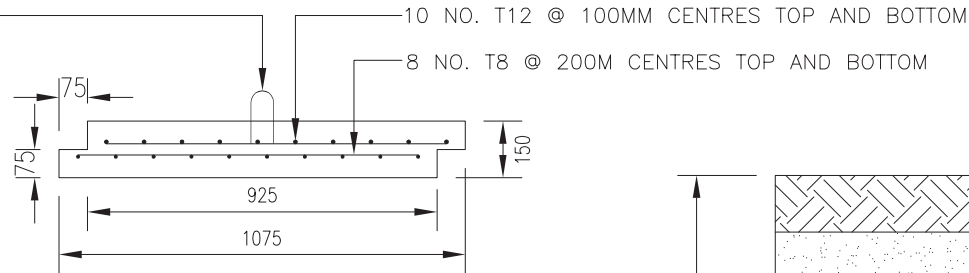 10 NO. T12 @ 100MM CENTRES TOP AND BOTTOM
8 NO. T8 @ 200M CENTRES TOP AND BOTTOM
75
75
150
925
1075